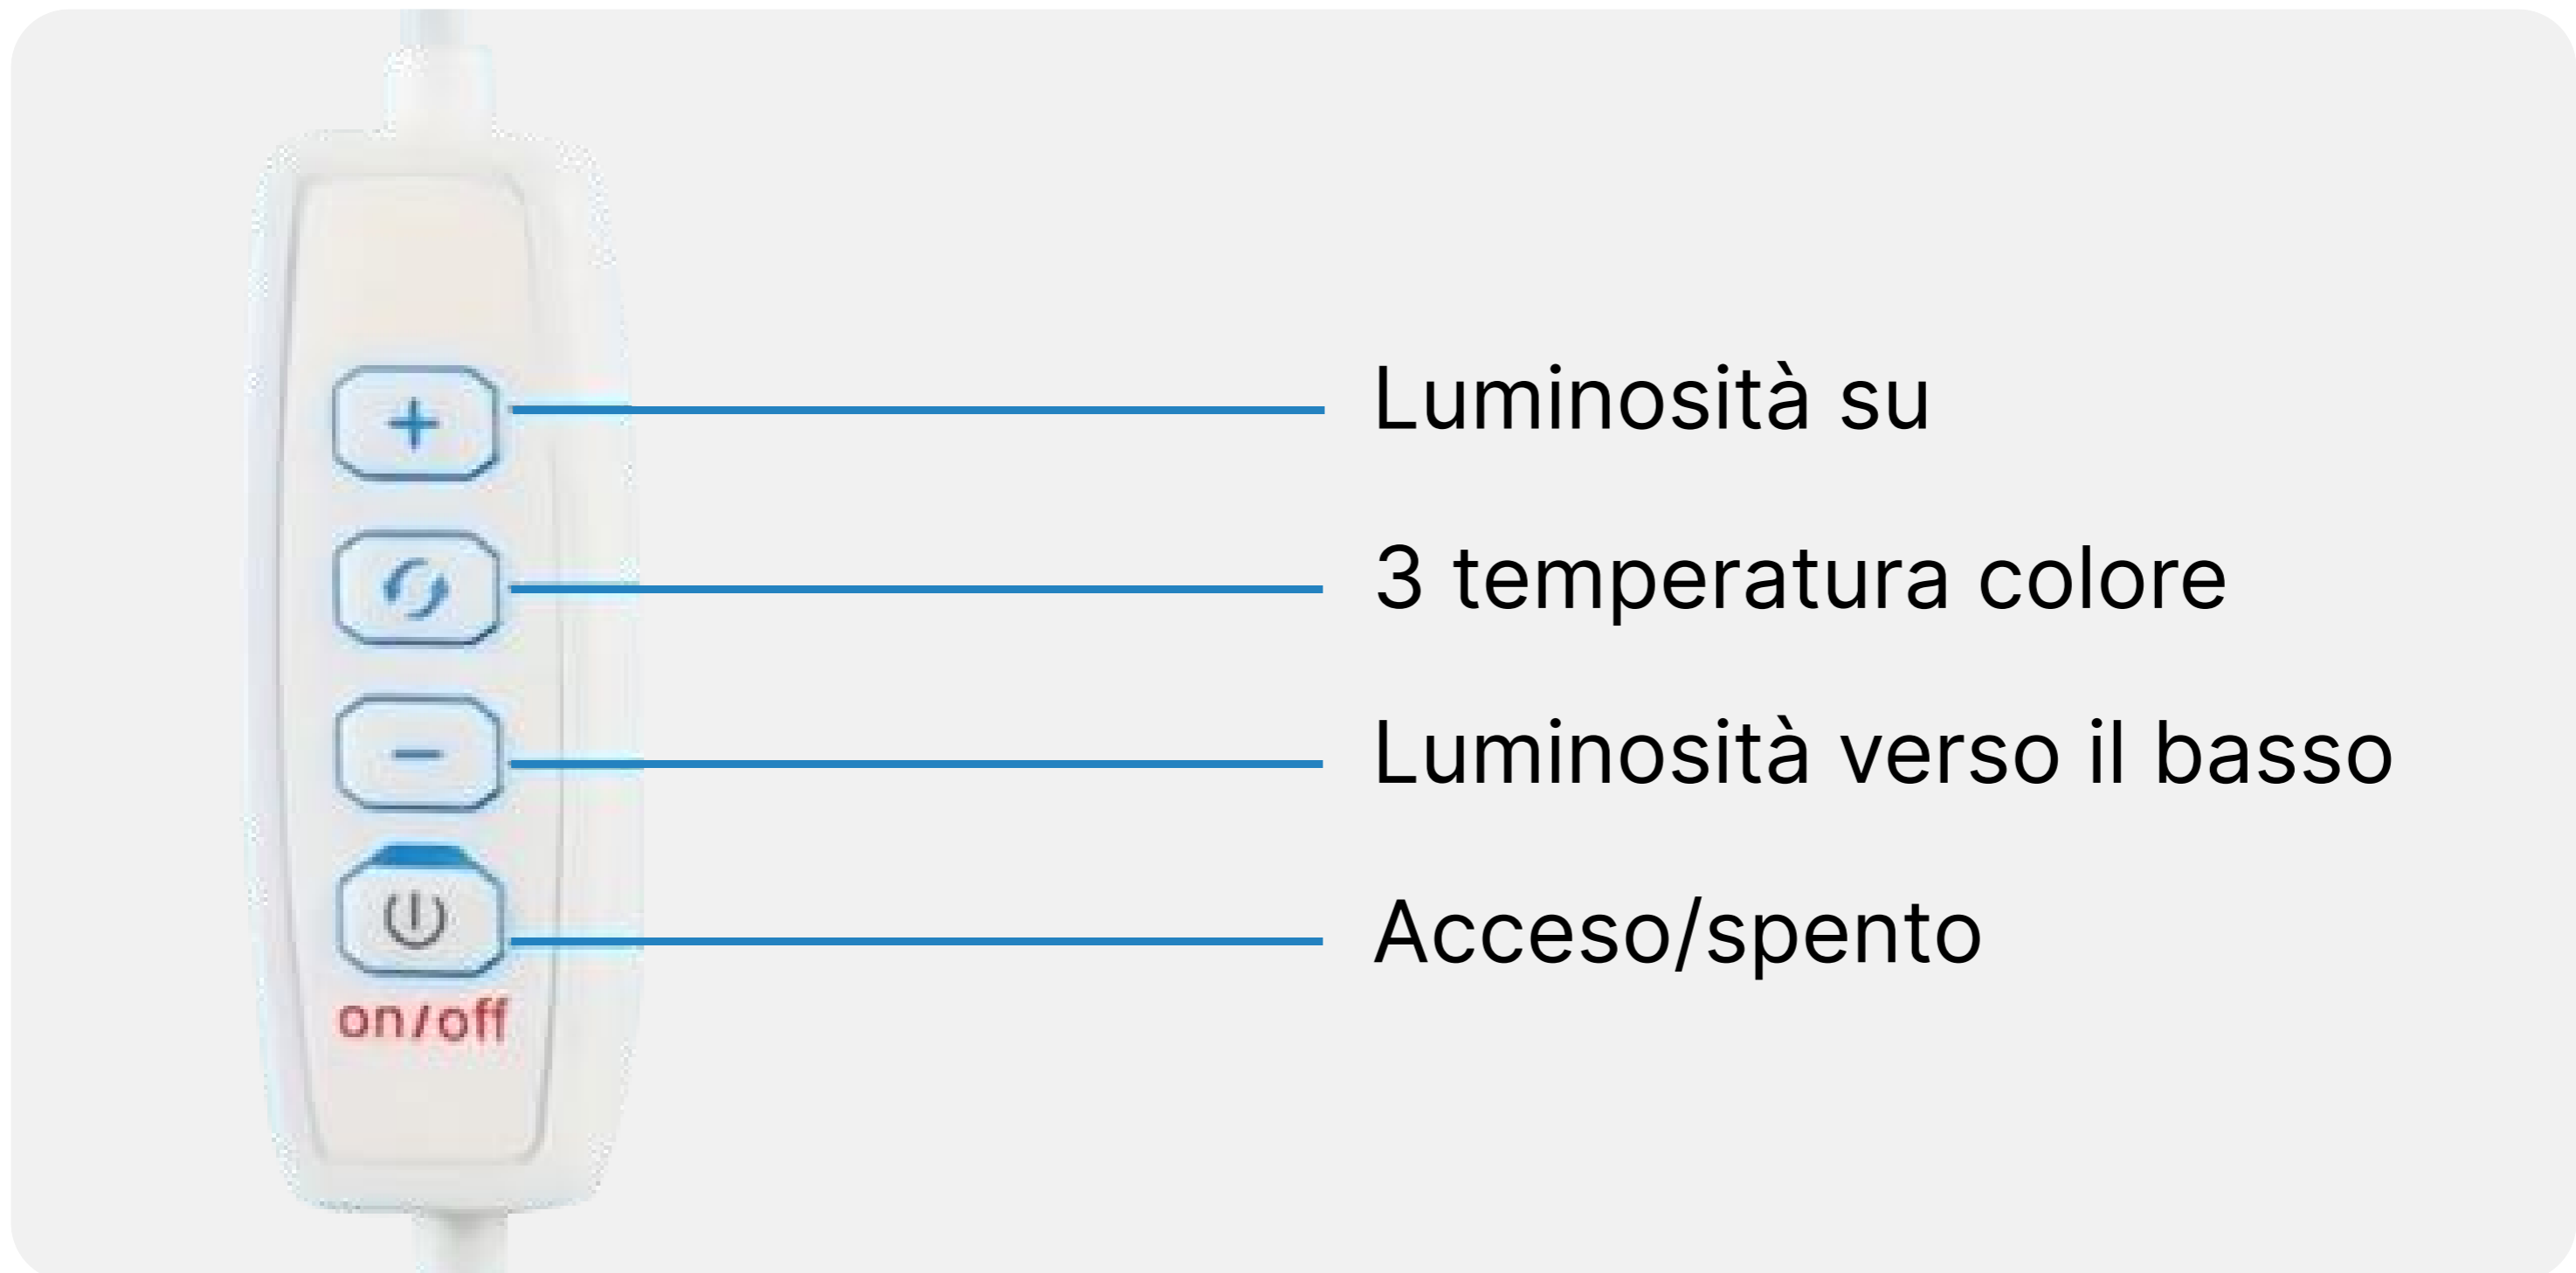 +
Luminosità su
3 temperatura colore
-
Luminosità verso il basso
Acceso/spento
on/off